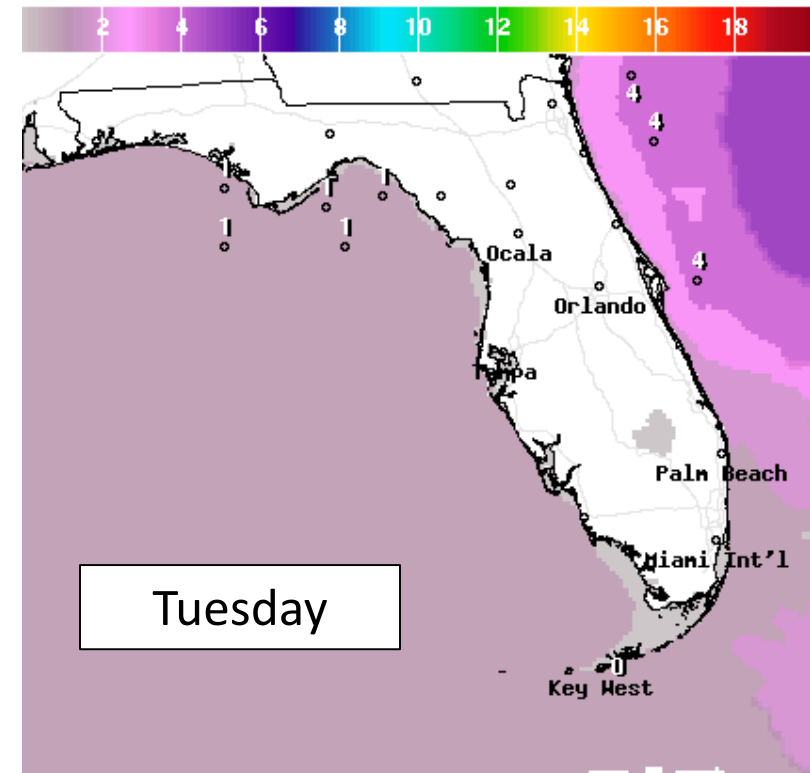 2 4 6 8 10 12 14 16 18
4
4
1 1 1
1 1
4
Ocala
Orlando
Tampa
Palm Beach
Miami Int'l
Tuesday
0
Key West